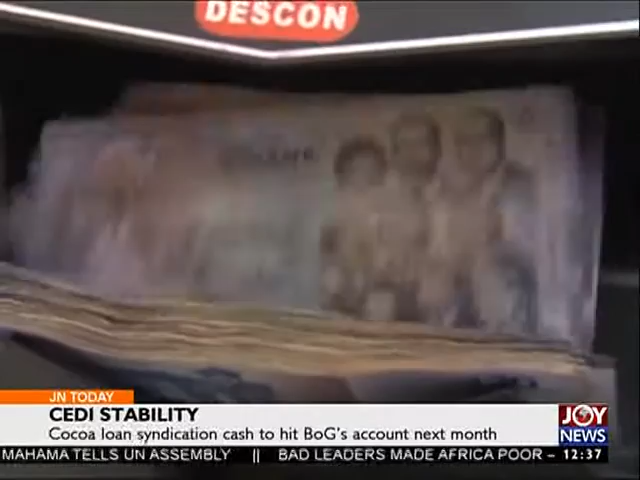 DESCON
JN TODAY
CEDI STABILITY
Cocoa loan syndication cash to hit BoG's account next month
JOY
NEWS
MAHAMA TELLS UN ASSEMBLY || BAD LEADERS MADE AFRICA POOR - 12:37